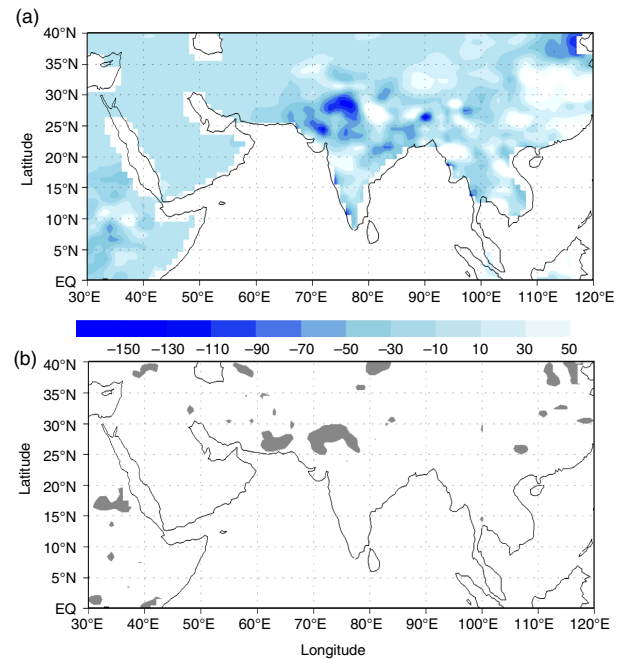 (a)
40°N
35°N
30°N
25°N
20°N
15°N
10°N
5°N
EQ
Latitude
30°E 40°E 50°E 60°E 70°E 80°E 90°E 100°E 110°E 120°E
−150 −130 −110 −90 −70 −50 −30 −10 10 30 50
(b)
40°N
35°N
30°N
25°N
20°N
15°N
10°N
5°N
EQ
Latitude
30°E 40°E 50°E 60°E 70°E 80°E 90°E 100°E 110°E 120°E
Longitude